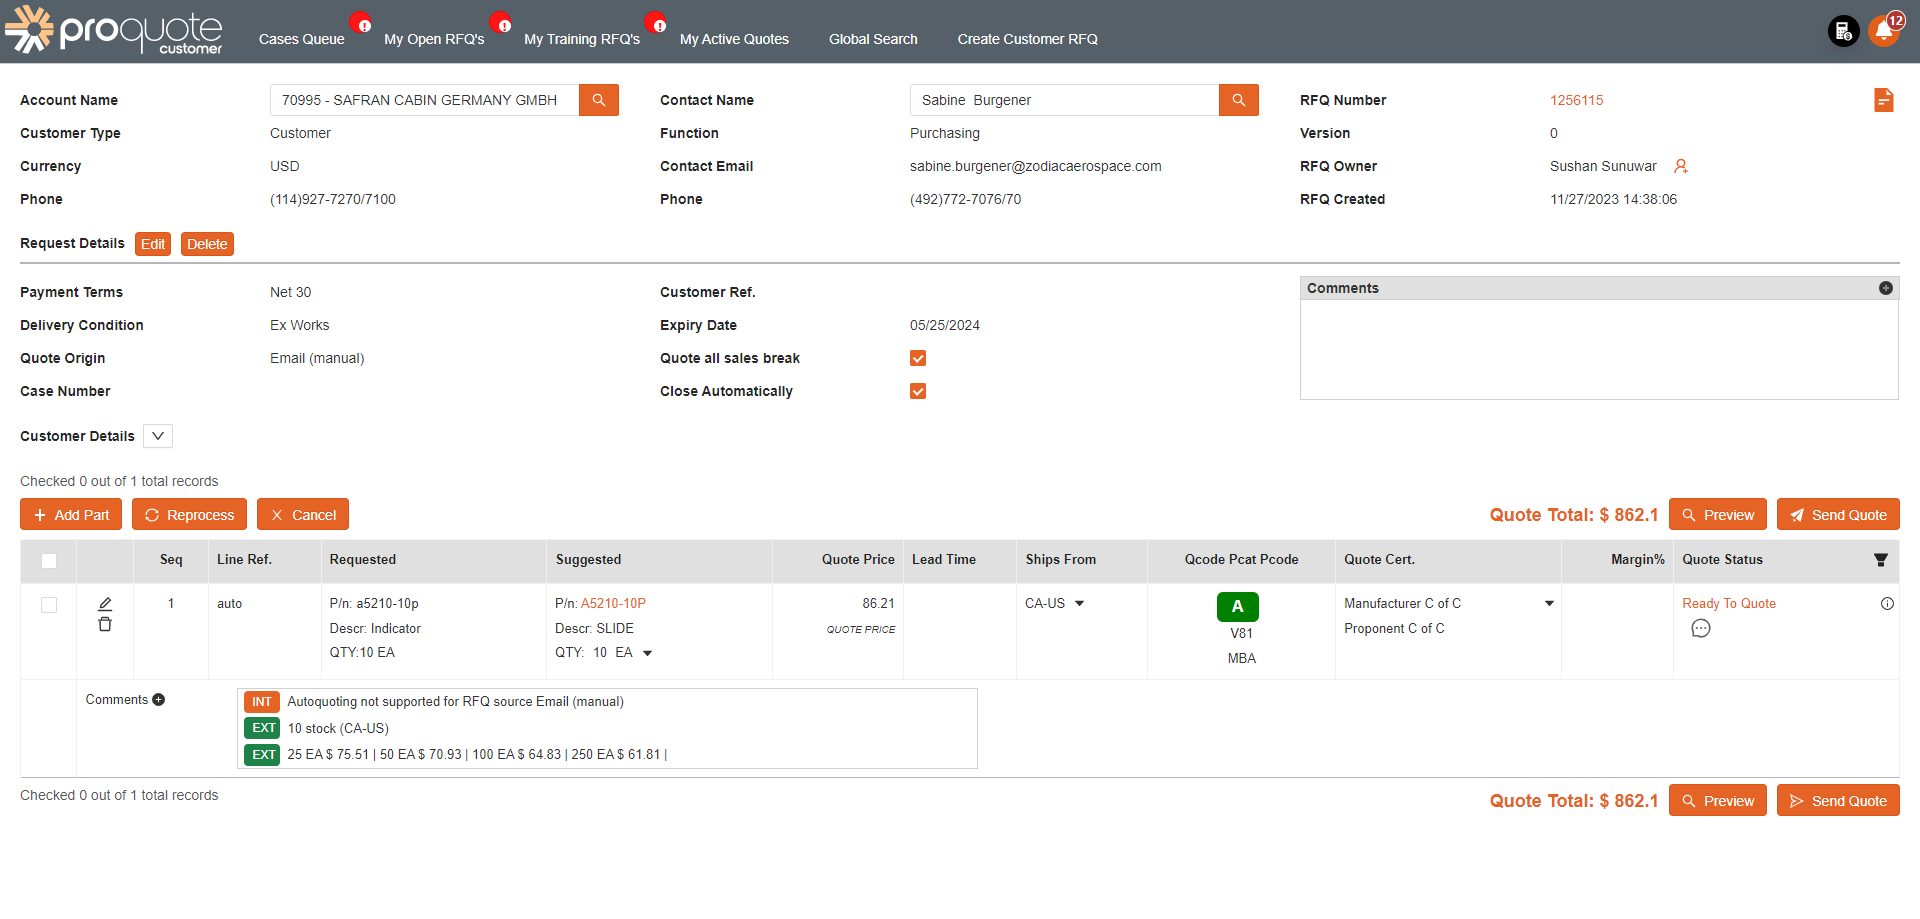 proquote customer
Cases Queue ! My Open RFQ's ! My Training RFQ's ! My Active Quotes Global Search Create Customer RFQ 12
Account Name 70995 - SAFRAN CABIN GERMANY GMBH Contact Name Sabine Burgener RFQ Number 1256115
Customer Type Customer Function Purchasing Version 0
Currency USD Contact Email sabine.burgener@zodiacaerospace.com RFQ Owner Sushan Sunuwar
Phone (114)927-7270/7100 Phone (492)772-7076/70 RFQ Created 11/27/2023 14:38:06
Request Details Edit Delete
Payment Terms Net 30 Customer Ref. Comments
Delivery Condition Ex Works Expiry Date 05/25/2024
Quote Origin Email (manual) Quote all sales break
Case Number Close Automatically
Customer Details
Checked 0 out of 1 total records
Add Part Reprocess Cancel Quote Total: $ 862.1 Preview Send Quote
Seq Line Ref. Requested Suggested Quote Price Lead Time Ships From Qcode Pcat Pcode Quote Cert. Margin% Quote Status
1 auto P/n: a5210-10p P/n: A5210-10P 86.21 CA-US A Manufacturer C of C Ready To Quote
Descr: Indicator Descr: SLIDE QUOTE PRICE V81 Proponent C of C
QTY:10 EA QTY: 10 EA MBA
Comments INT Autoquoting not supported for RFQ source Email (manual)
EXT 10 stock (CA-US)
EXT 25 EA $ 75.51 | 50 EA $ 70.93 | 100 EA $ 64.83 | 250 EA $ 61.81 |
Checked 0 out of 1 total records Quote Total: $ 862.1 Preview Send Quote